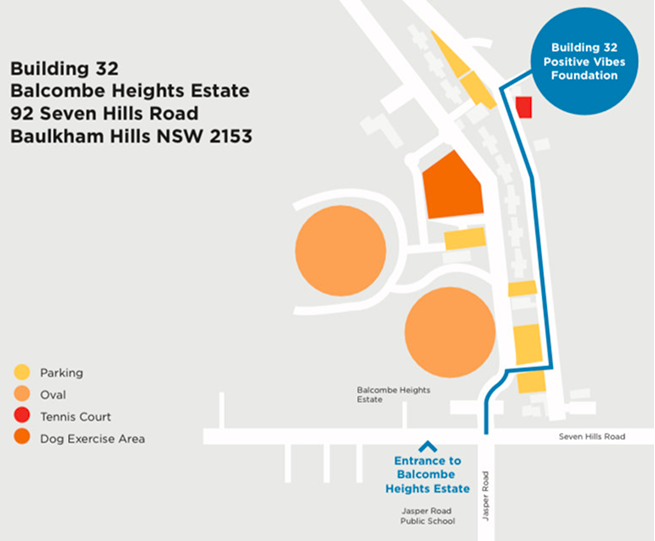 Building 32
Balcombe Heights Estate
92 Seven Hills Road
Baulkham Hills NSW 2153
Building 32
Positive Vibes
Foundation
Parking
Oval
Tennis Court
Dog Exercise Area
Balcombe Heights
Estate
Seven Hills Road
Entrance to
Balcombe
Heights Estate
Jasper Road
Jasper Road
Public School